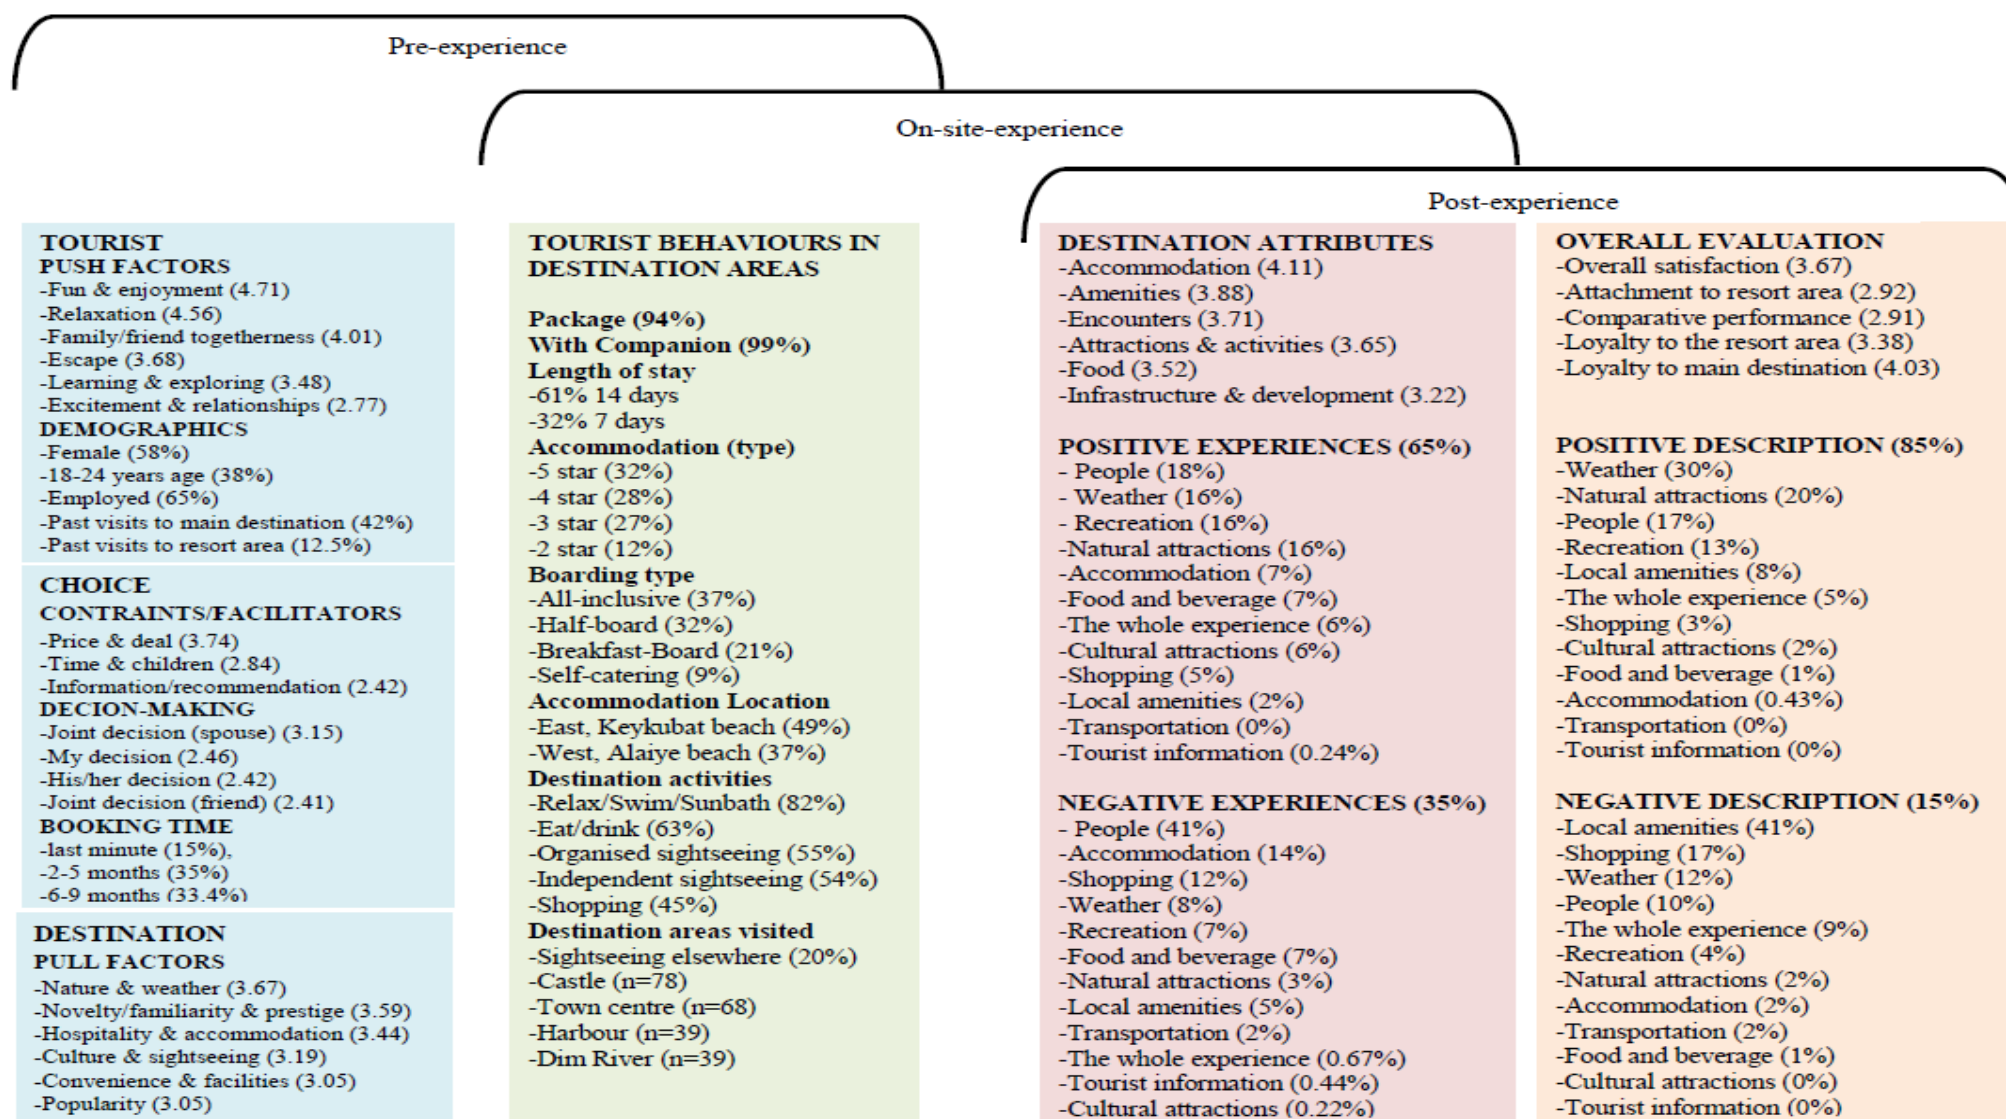 Pre-experience
On-site-experience
Post-experience
TOURIST
PUSH FACTORS
-Fun & enjoyment (4.71)
-Relaxation (4.56)
-Family/friend togetherness (4.01)
-Escape (3.68)
-Learning & exploring (3.48)
-Excitement & relationships (2.77)
DEMOGRAPHICS
-Female (58%)
-18-24 years age (38%)
-Employed (65%)
-Past visits to main destination (42%)
-Past visits to resort area (12.5%)
CHOICE
CONTRAINTS/FACILITATORS
-Price & deal (3.74)
-Time & children (2.84)
-Information/recommendation (2.42)
DECION-MAKING
-Joint decision (spouse) (3.15)
-My decision (2.46)
-His/her decision (2.42)
-Joint decision (friend) (2.41)
BOOKING TIME
-last minute (15%),
-2-5 months (35%)
-6-9 months (33.4%)
DESTINATION
PULL FACTORS
-Nature & weather (3.67)
-Novelty/familiarity & prestige (3.59)
-Hospitality & accommodation (3.44)
-Culture & sightseeing (3.19)
-Convenience & facilities (3.05)
-Popularity (3.05)
TOURIST BEHAVIOURS IN
DESTINATION AREAS
Package (94%)
With Companion (99%)
Length of stay
-61% 14 days
-32% 7 days
Accommodation (type)
-5 star (32%)
-4 star (28%)
-3 star (27%)
-2 star (12%)
Boarding type
-All-inclusive (37%)
-Half-board (32%)
-Breakfast-Board (21%)
-Self-catering (9%)
Accommodation Location
-East, Keykubat beach (49%)
-West, Alaiye beach (37%)
Destination activities
-Relax/Swim/Sunbath (82%)
-Eat/drink (63%)
-Organised sightseeing (55%)
-Independent sightseeing (54%)
-Shopping (45%)
Destination areas visited
-Sightseeing elsewhere (20%)
-Castle (n=78)
-Town centre (n=68)
-Harbour (n=39)
-Dim River (n=39)
DESTINATION ATTRIBUTES
-Accommodation (4.11)
-Amenities (3.88)
-Encounters (3.71)
-Attractions & activities (3.65)
-Food (3.52)
-Infrastructure & development (3.22)
POSITIVE EXPERIENCES (65%)
- People (18%)
- Weather (16%)
- Recreation (16%)
-Natural attractions (16%)
-Accommodation (7%)
-Food and beverage (7%)
-The whole experience (6%)
-Cultural attractions (6%)
-Shopping (5%)
-Local amenities (2%)
-Transportation (0%)
-Tourist information (0.24%)
NEGATIVE EXPERIENCES (35%)
- People (41%)
-Accommodation (14%)
-Shopping (12%)
-Weather (8%)
-Recreation (7%)
-Food and beverage (7%)
-Natural attractions (3%)
-Local amenities (5%)
-Transportation (2%)
-The whole experience (0.67%)
-Tourist information (0.44%)
-Cultural attractions (0.22%)
OVERALL EVALUATION
-Overall satisfaction (3.67)
-Attachment to resort area (2.92)
-Comparative performance (2.91)
-Loyalty to the resort area (3.38)
-Loyalty to main destination (4.03)
POSITIVE DESCRIPTION (85%)
-Weather (30%)
-Natural attractions (20%)
-People (17%)
-Recreation (13%)
-Local amenities (8%)
-The whole experience (5%)
-Shopping (3%)
-Cultural attractions (2%)
-Food and beverage (1%)
-Accommodation (0.43%)
-Transportation (0%)
-Tourist information (0%)
NEGATIVE DESCRIPTION (15%)
-Local amenities (41%)
-Shopping (17%)
-Weather (12%)
-People (10%)
-The whole experience (9%)
-Recreation (4%)
-Natural attractions (2%)
-Accommodation (2%)
-Transportation (2%)
-Food and beverage (1%)
-Cultural attractions (0%)
-Tourist information (0%)